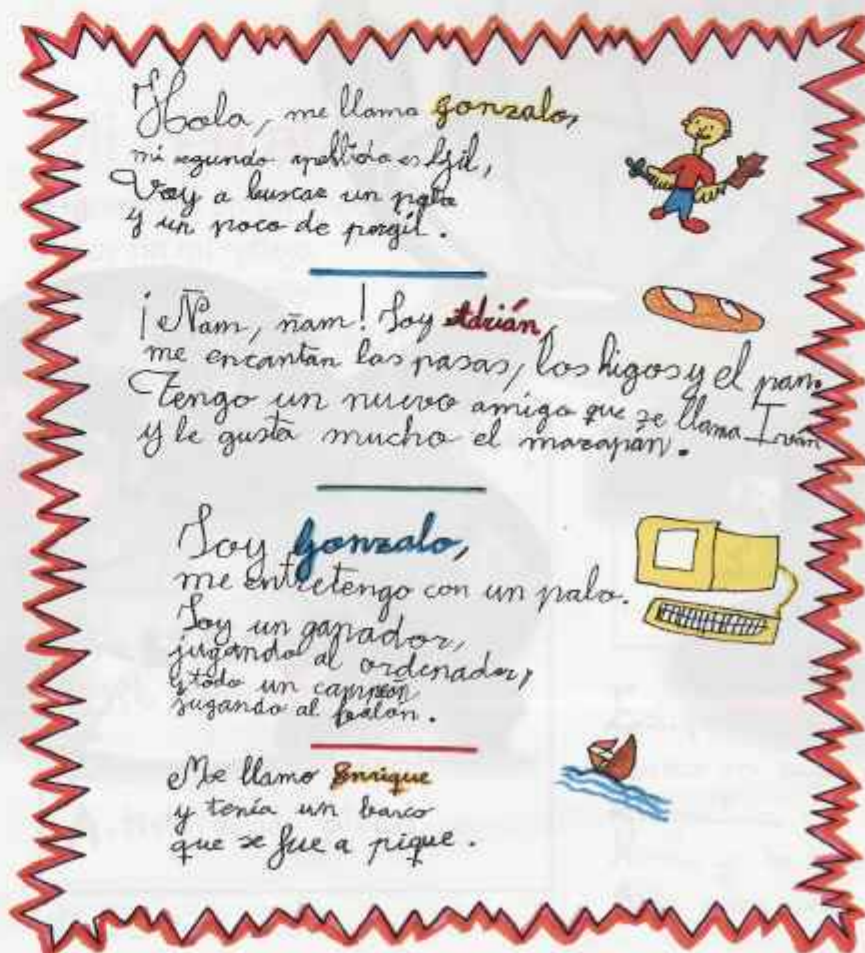 Hola, me llamo Gonzalo,
mi segundo apellido es Gil,
Voy a buscar un palo
y un poco de pergil.
¡Ñam, ñam! Soy Adrián,
me encantan las pasas, los higos y el pan.
Tengo un nuevo amigo que se llama Iván
y le gusta mucho el mazapán.
Soy Gonzalo,
me entretengo con un palo.
Soy un ganador,
jugando al ordenador,
y todo un campeón
jugando al balón.
Me llamo Enrique
y tenía un barco
que se fue a pique.